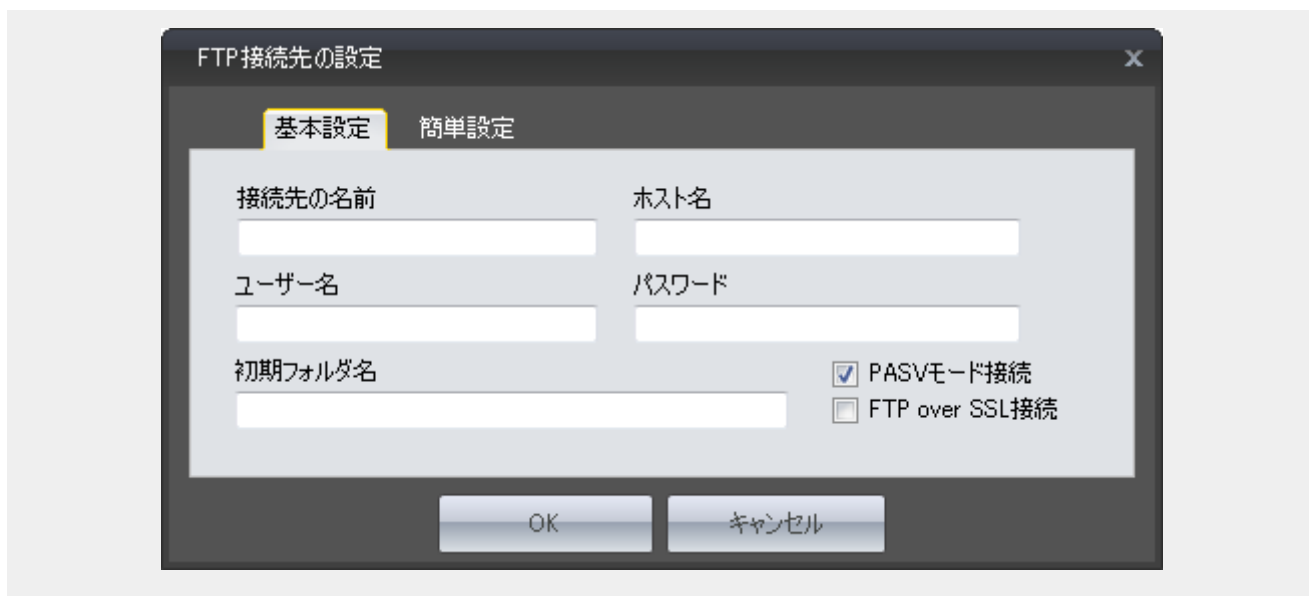 FTP接続先の設定
x
基本設定 簡単設定
接続先の名前 ホスト名
ユーザー名 パスワード
初期フォルダ名
PASVモード接続
FTP over SSL接続
OK キャンセル